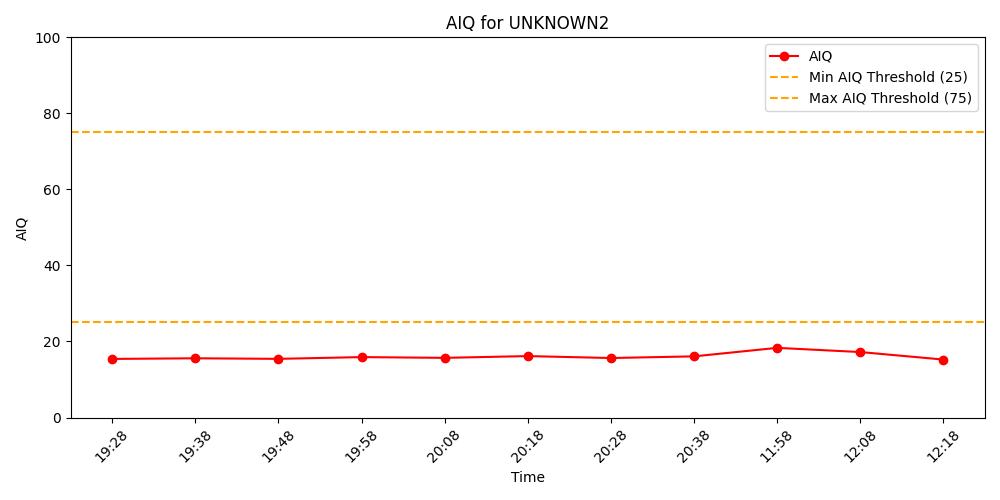 AIQ for UNKNOWN2
AIQ
Min AIQ Threshold (25)
Max AIQ Threshold (75)
100
80
60
40
20
0
AIQ
19:28
19:38
19:48
19:58
20:08
20:18
20:28
20:38
11:58
12:08
12:18
Time